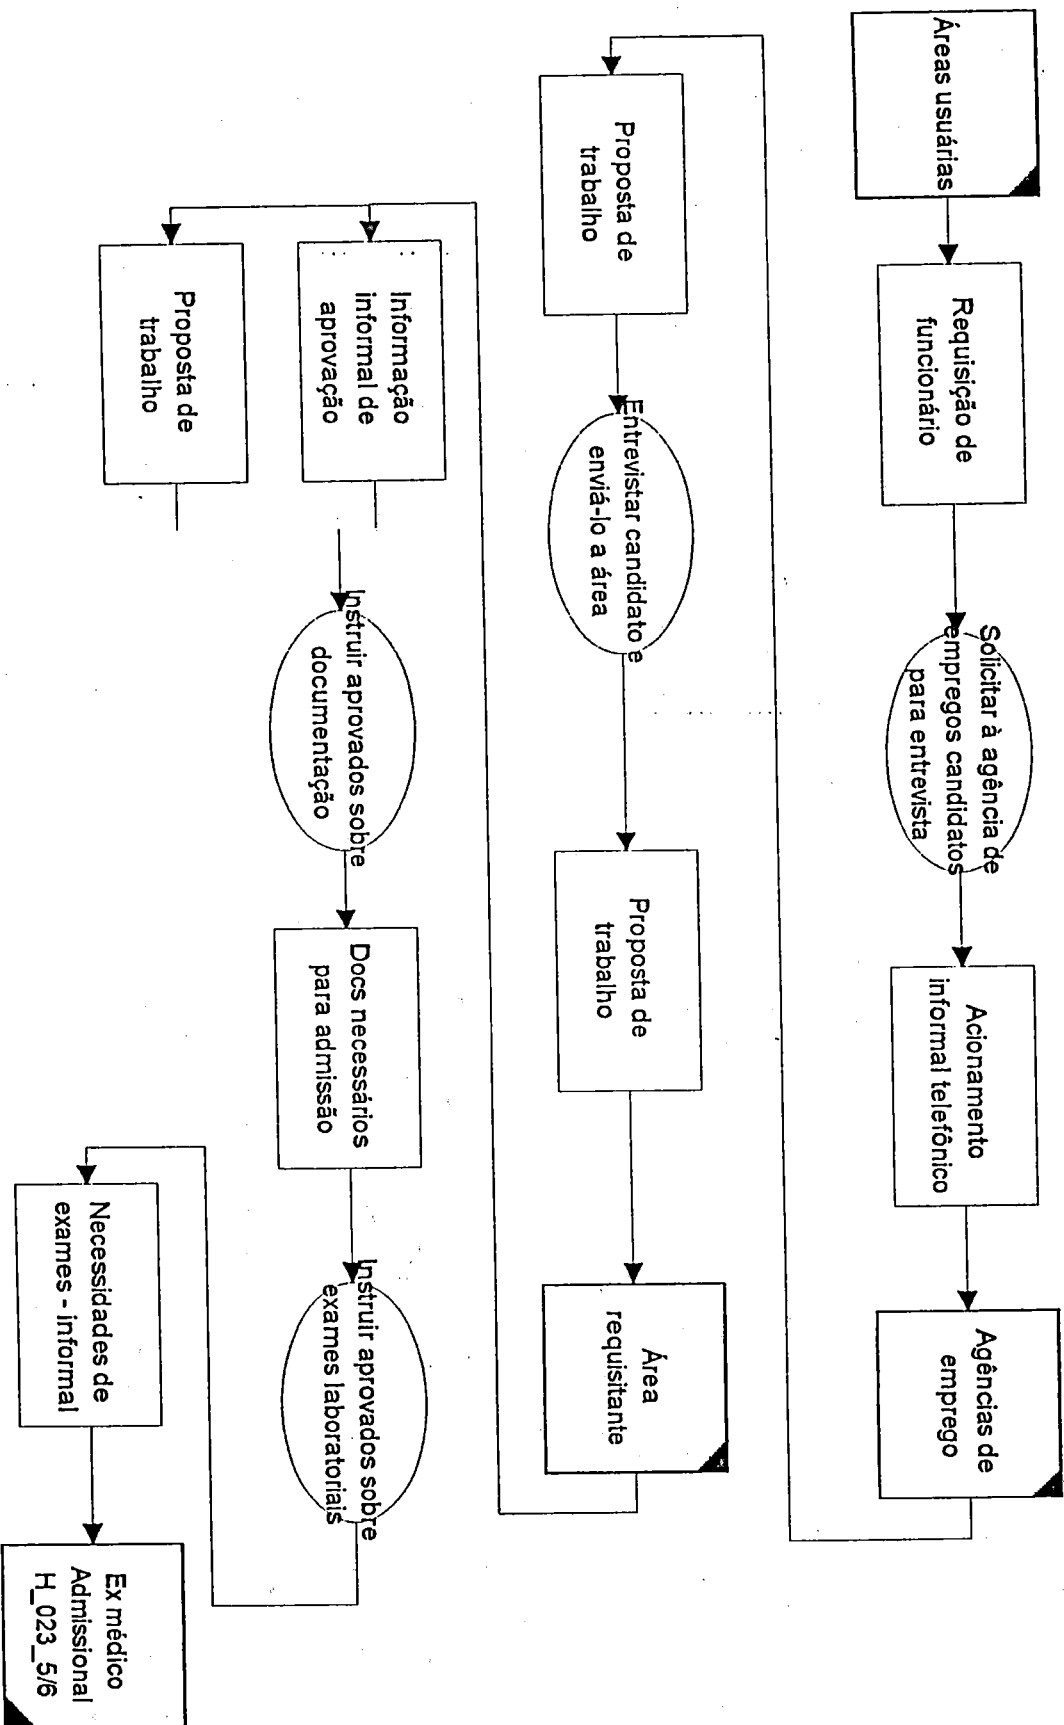 Áreas usuárias
Requisição de
funcionário
Solicitar à agência de
empregos candidatos
para entrevista
Acionamento
informal telefônico
Agências de
emprego
Proposta de
trabalho
Entrevistar candidato e
enviá-lo a área
Proposta de
trabalho
Área
requisitante
Informação
informal de
aprovação
Proposta de
trabalho
Instruir aprovados sobre
documentação
Docs necessários
para admissão
Instruir aprovados sobre
exames laboratoriais
Necessidades de
exames - informal
Ex médico
Admissional
H_023_5/6